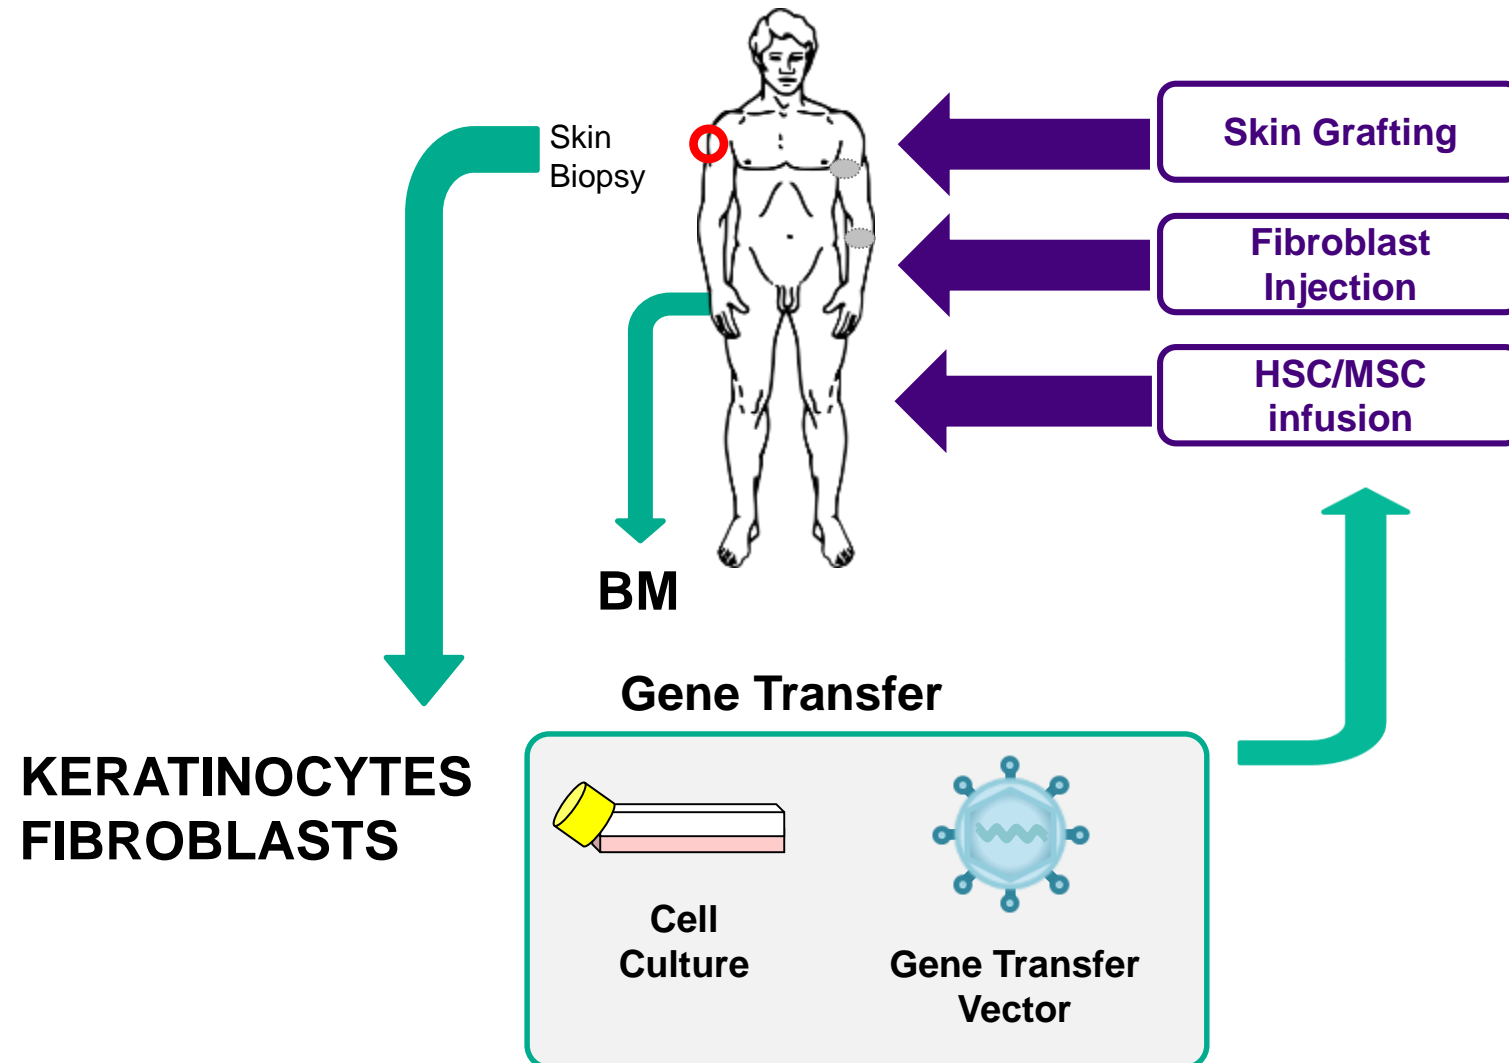 Skin
Biopsy
Skin Grafting
Fibroblast
Injection
HSC/MSC
infusion
BM
Gene Transfer
KERATINOCYTES
FIBROBLASTS
Cell
Culture
Gene Transfer
Vector